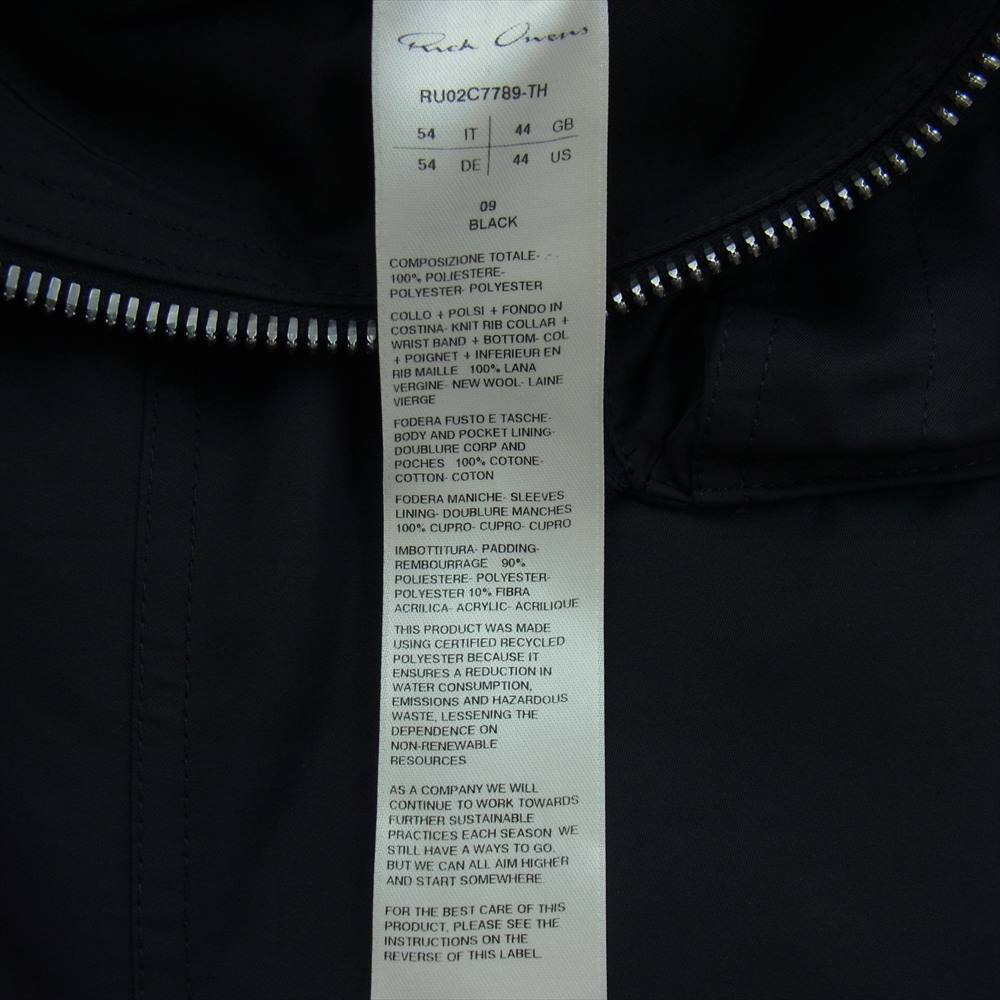 Rick Owens
RU02C7789-TH
54 IT 44 GB
54 DE 44 US
09
BLACK
COMPOSIZIONE TOTALE-
100% POLIESTERE-
POLYESTER- POLYESTER
COLLO + POLSI + FONDO IN
COSTINA- KNIT RIB COLLAR +
WRIST BAND + BOTTOM- COL
+ POIGNET + INFERIEUR EN
RIB MAILLE 100% LANA
VERGINE- NEW WOOL- LAINE
VIERGE
FODERA FUSTO E TASCHE-
BODY AND POCKET LINING-
DOUBLURE CORP AND
POCHES 100% COTONE-
COTTON- COTON
FODERA MANICHE- SLEEVES
LINING- DOUBLURE MANCHES
100% CUPRO- CUPRO- CUPRO
IMBOTTITURA- PADDING-
REMBOURRAGE 90%
POLIESTERE- POLYESTER-
POLYESTER 10% FIBRA
ACRILICA- ACRYLIC- ACRILIQUE
THIS PRODUCT WAS MADE
USING CERTIFIED RECYCLED
POLYESTER BECAUSE IT
ENSURES A REDUCTION IN
WATER CONSUMPTION,
EMISSIONS AND HAZARDOUS
WASTE, LESSENING THE
DEPENDENCE ON
NON-RENEWABLE
RESOURCES
AS A COMPANY WE WILL
CONTINUE TO WORK TOWARDS
FURTHER SUSTAINABLE
PRACTICES EACH SEASON. WE
STILL HAVE A WAYS TO GO.
BUT WE CAN ALL AIM HIGHER
AND START SOMEWHERE.
FOR THE BEST CARE OF THIS
PRODUCT, PLEASE SEE THE
INSTRUCTIONS ON THE
REVERSE OF THIS LABEL.